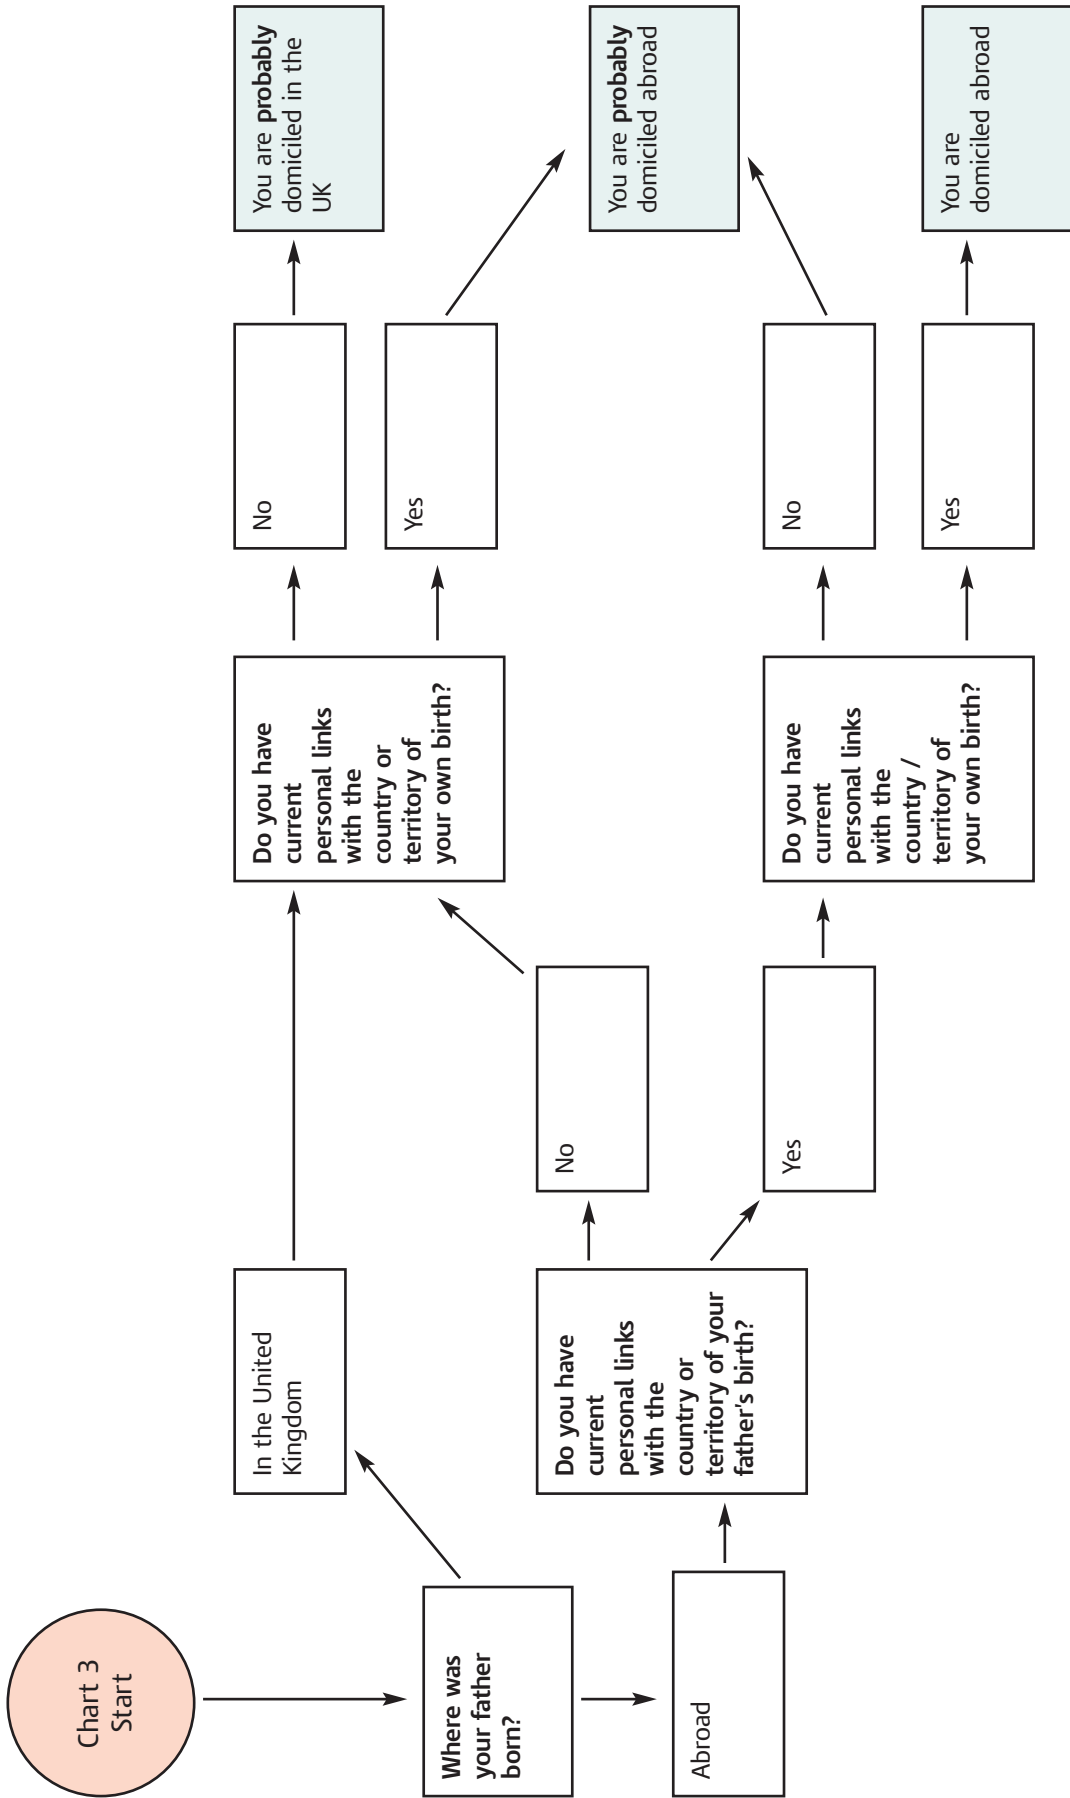 Chart 3
Start
Where was
your father
born?
In the United
Kingdom
Abroad
Do you have
current
personal links
with the
country or
territory of your
father's birth?
No
Yes
Do you have
current
personal links
with the
country or
territory of
your own birth?
No
Yes
Do you have
current
personal links
with the
country /
territory of
your own birth?
No
Yes
You are probably
domiciled in the
UK
You are probably
domiciled abroad
You are
domiciled abroad